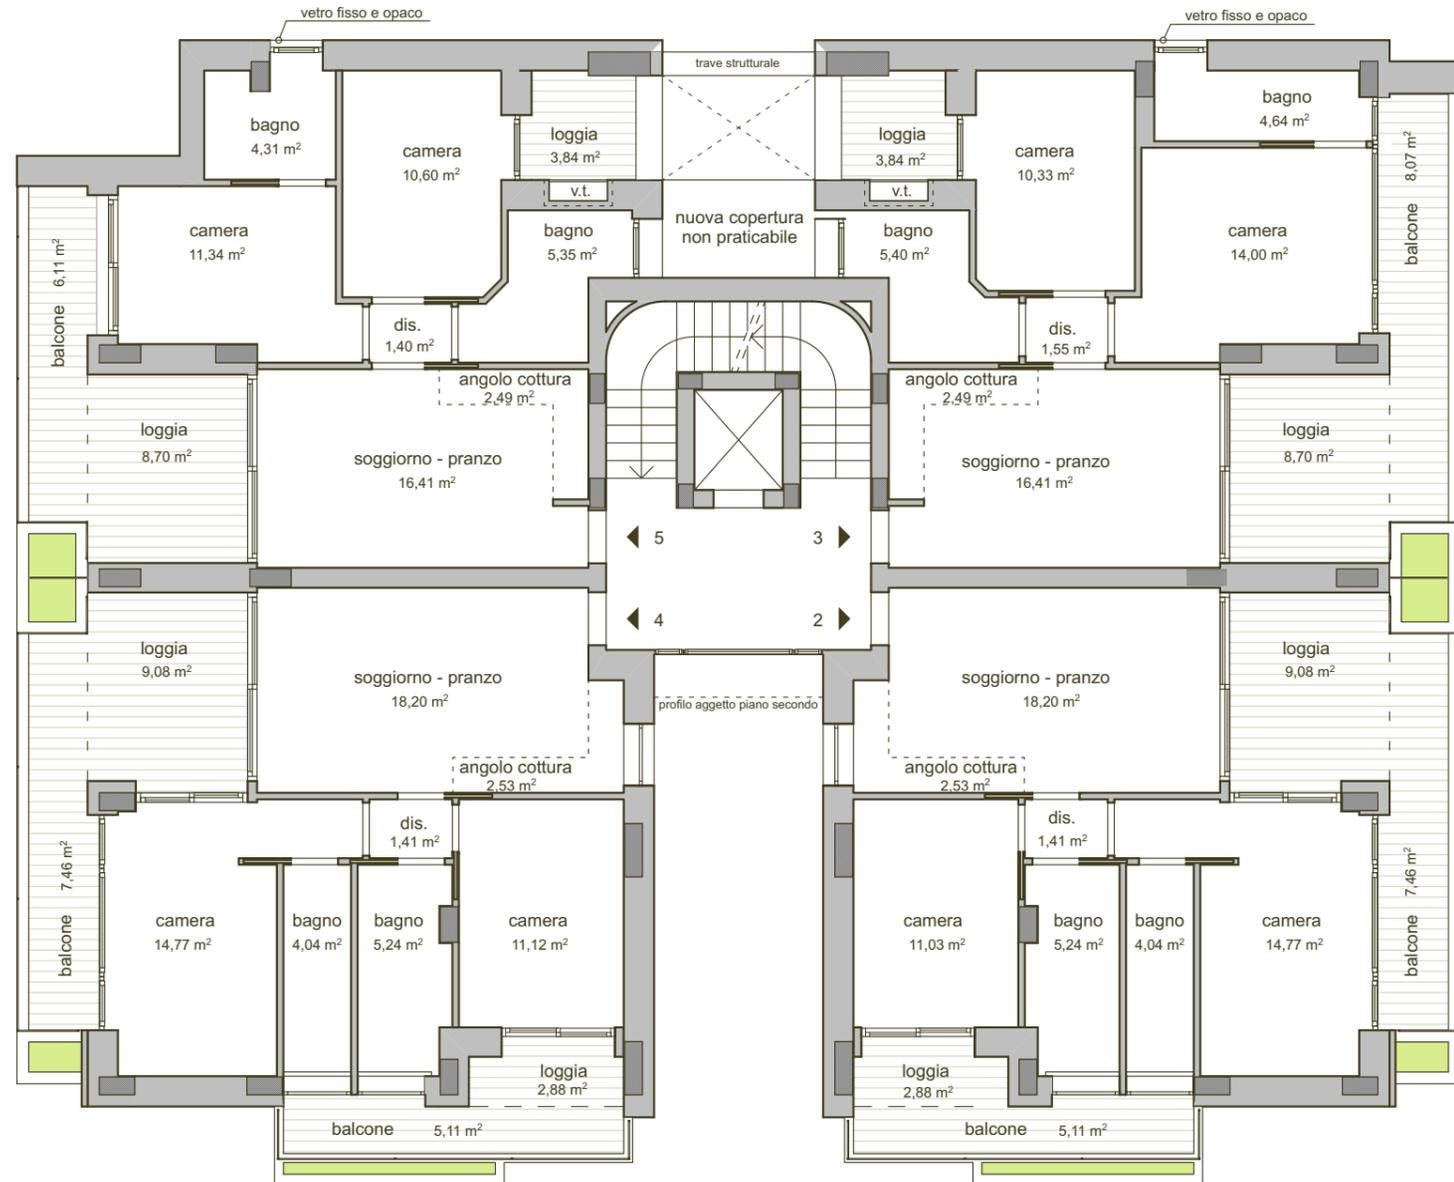 vetro fisso e opaco
vetro fisso e opaco
trave strutturale
bagno
4,31 m²
camera
10,60 m²
loggia
3,84 m²
v.t.
loggia
3,84 m²
v.t.
camera
10,33 m²
bagno
4,64 m²
balcone 8,07 m²
nuova copertura
non praticabile
camera
11,34 m²
bagno
5,35 m²
bagno
5,40 m²
camera
14,00 m²
balcone 6,11 m²
dis.
1,40 m²
dis.
1,55 m²
angolo cottura
2,49 m²
angolo cottura
2,49 m²
loggia
8,70 m²
soggiorno - pranzo
16,41 m²
soggiorno - pranzo
16,41 m²
loggia
8,70 m²
5
3
4
2
loggia
9,08 m²
soggiorno - pranzo
18,20 m²
soggiorno - pranzo
18,20 m²
loggia
9,08 m²
profilo aggetto piano secondo
angolo cottura
2,53 m²
angolo cottura
2,53 m²
dis.
1,41 m²
dis.
1,41 m²
balcone 7,46 m²
camera
14,77 m²
bagno
4,04 m²
bagno
5,24 m²
camera
11,12 m²
camera
11,03 m²
bagno
5,24 m²
bagno
4,04 m²
camera
14,77 m²
balcone 7,46 m²
loggia
2,88 m²
loggia
2,88 m²
balcone 5,11 m²
balcone 5,11 m²